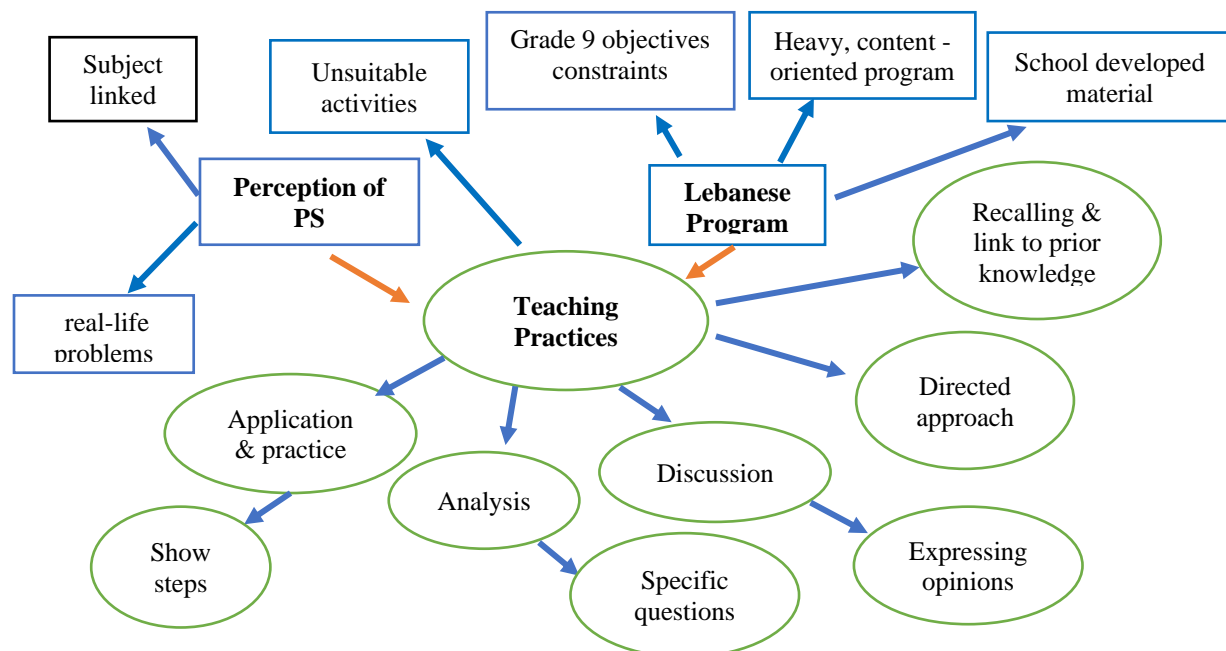 Subject
linked
Unsuitable
activities
Grade 9 objectives
constraints
Heavy, content -
oriented program
School developed
material
Perception of
PS
Lebanese
Program
Recalling &
link to prior
knowledge
real-life
problems
Teaching
Practices
Directed
approach
Application
& practice
Analysis
Discussion
Show
steps
Specific
questions
Expressing
opinions